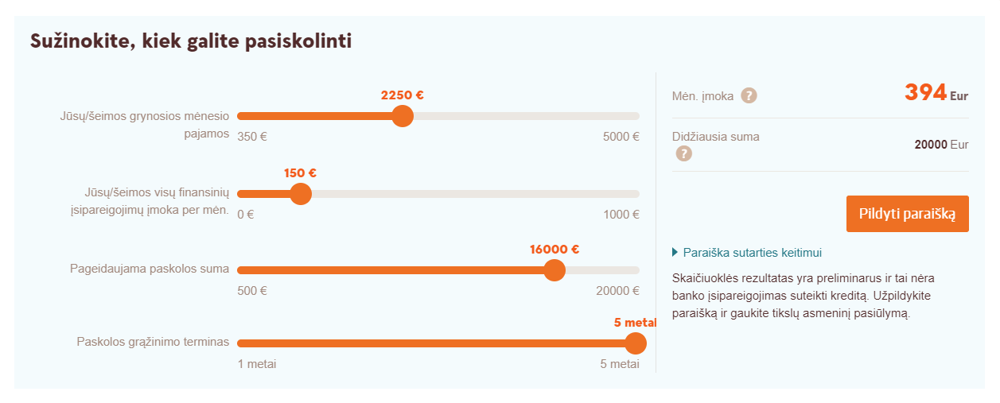 Sužinokite, kiek galite pasiskolinti
2250 €
Jūsų/šeimos grynosios mėnesio
pajamos
350 €
5000 €
150 €
Jūsų/šeimos visų finansinių
įsipareigojimų įmoka per mėn.
0 €
1000 €
16000 €
Pageidaujama paskolos suma
500 €
20000 €
5 metai
Paskolos grąžinimo terminas
1 metai
5 metai
Mėn. įmoka ?
394 Eur
Didžiausia suma
?
20000 Eur
Pildyti paraišką
Paraiška sutarties keitimui
Skaičiuoklės rezultatas yra preliminarus ir tai nėra
banko įsipareigojimas suteikti kreditą. Užpildykite
paraišką ir gaukite tikslų asmeninį pasiūlymą.